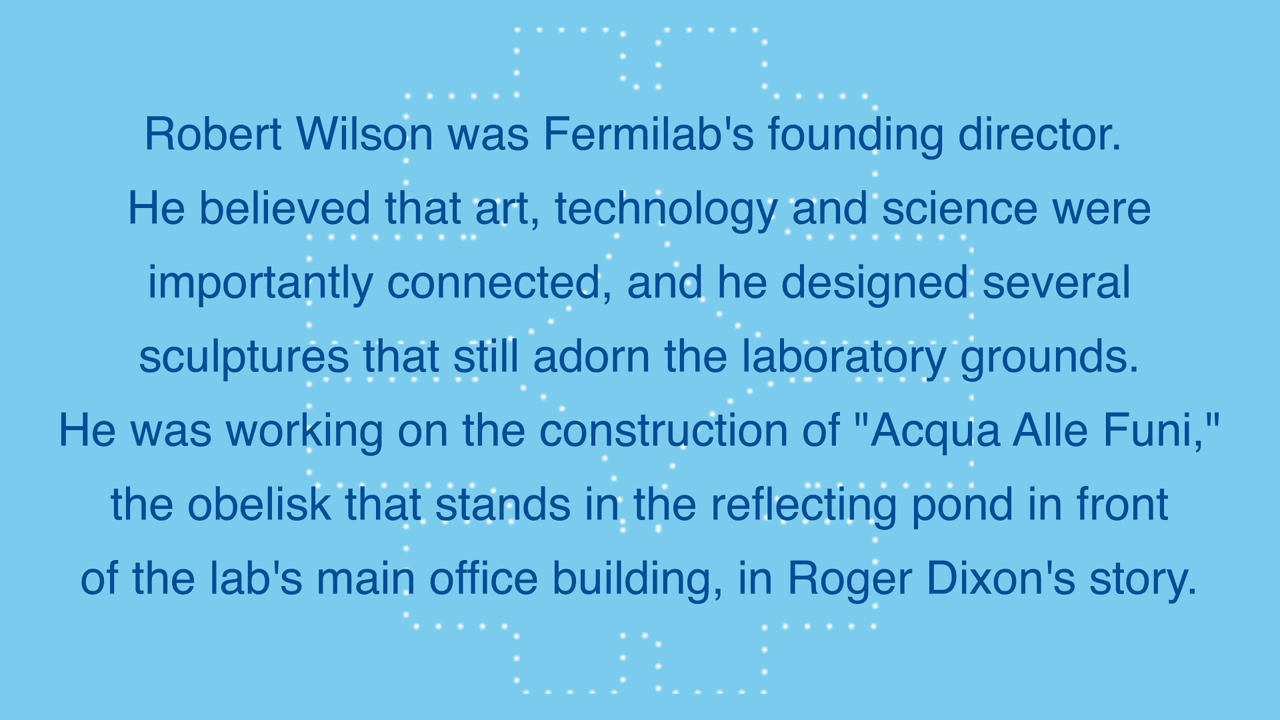 Robert Wilson was Fermilab's founding director.
He believed that art, technology and science were
importantly connected, and he designed several
sculptures that still adorn the laboratory grounds.
He was working on the construction of "Acqua Alle Funi,"
the obelisk that stands in the reflecting pond in front
of the lab's main office building, in Roger Dixon's story.